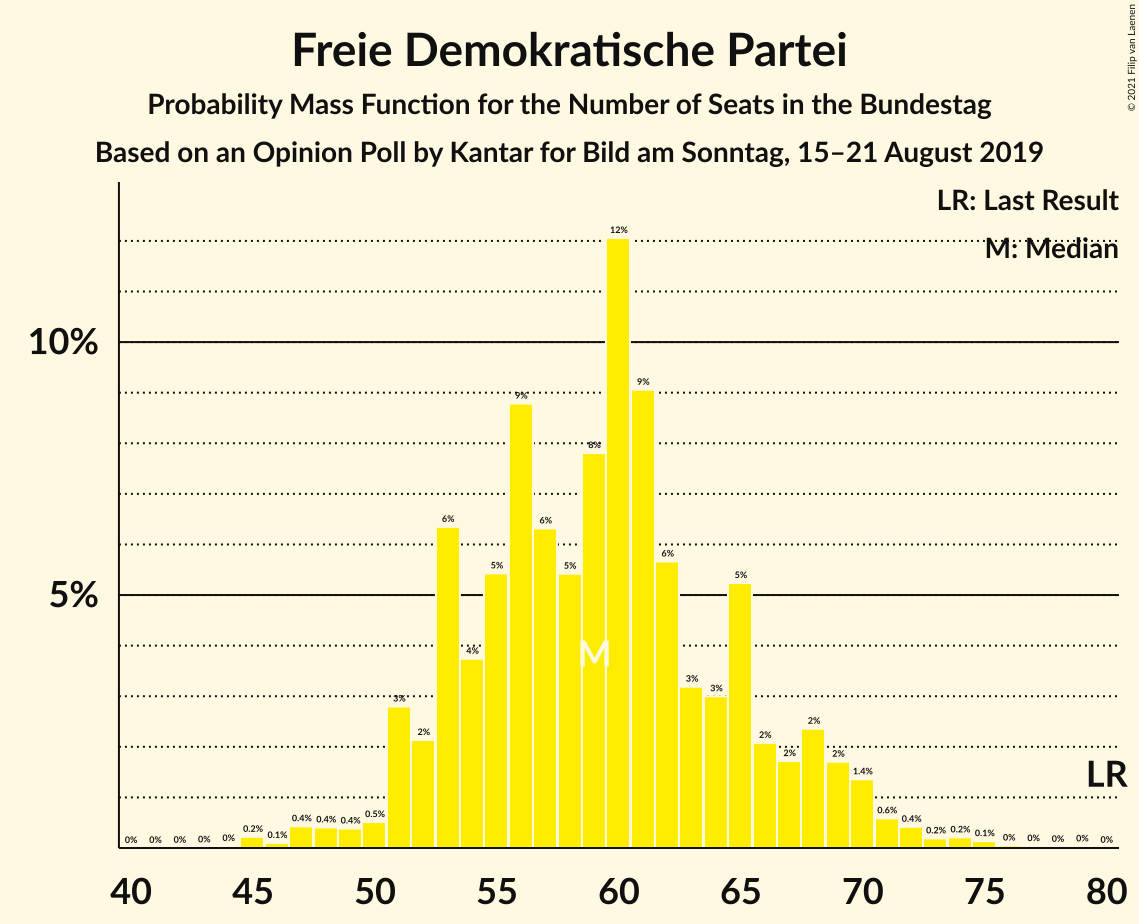 Freie Demokratische Partei
Probability Mass Function for the Number of Seats in the Bundestag
Based on an Opinion Poll by Kantar for Bild am Sonntag, 15–21 August 2019
© 2021 Filip van Laenen
LR: Last Result
M: Median
10%
5%
0% 0% 0% 0% 0% 0.2% 0.1% 0.4% 0.4% 0.4% 0.5% 3% 2% 6% 4% 5% 9% 6% 5% 8% 12% 9% 6% 3% 3% 5% 2% 2% 2% 2% 1.4% 0.6% 0.4% 0.2% 0.2% 0.1% 0% 0% 0% 0% 0%
M
LR
40 45 50 55 60 65 70 75 80